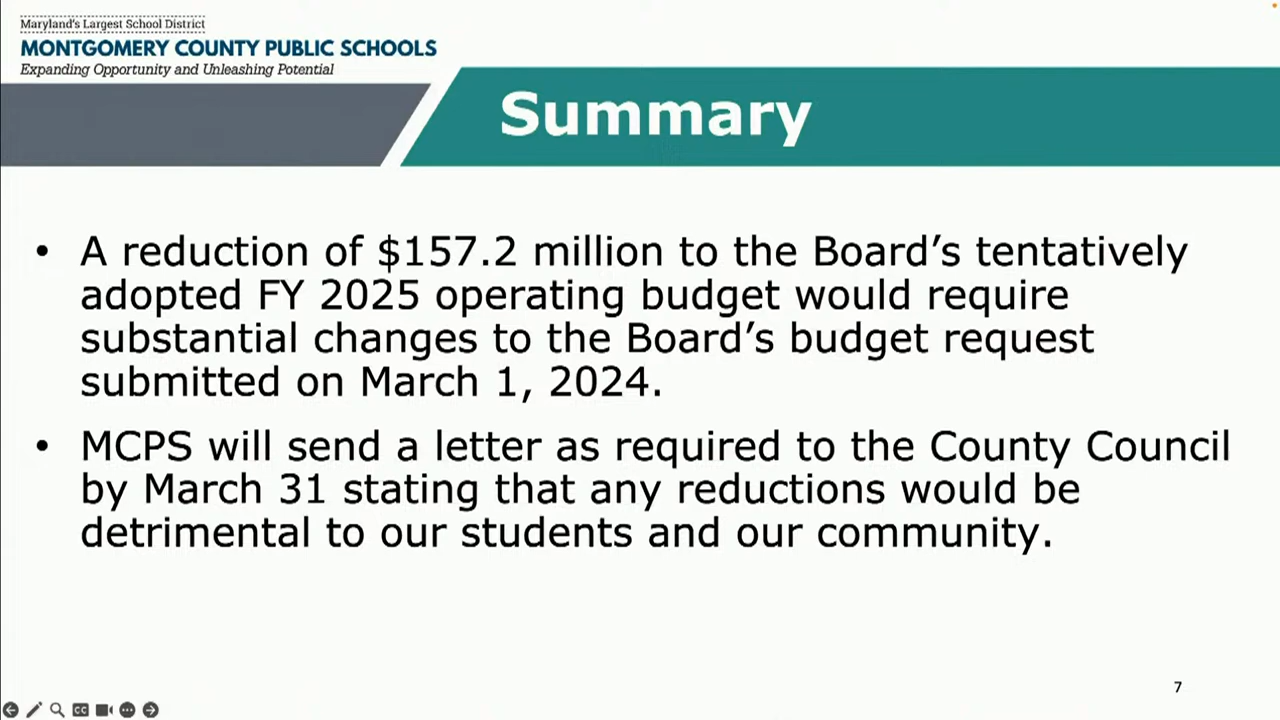 Maryland's Largest School District
MONTGOMERY COUNTY PUBLIC SCHOOLS
Expanding Opportunity and Unleashing Potential
Summary
• A reduction of $157.2 million to the Board’s tentatively
adopted FY 2025 operating budget would require
substantial changes to the Board’s budget request
submitted on March 1, 2024.
• MCPS will send a letter as required to the County Council
by March 31 stating that any reductions would be
detrimental to our students and our community.
7
CC